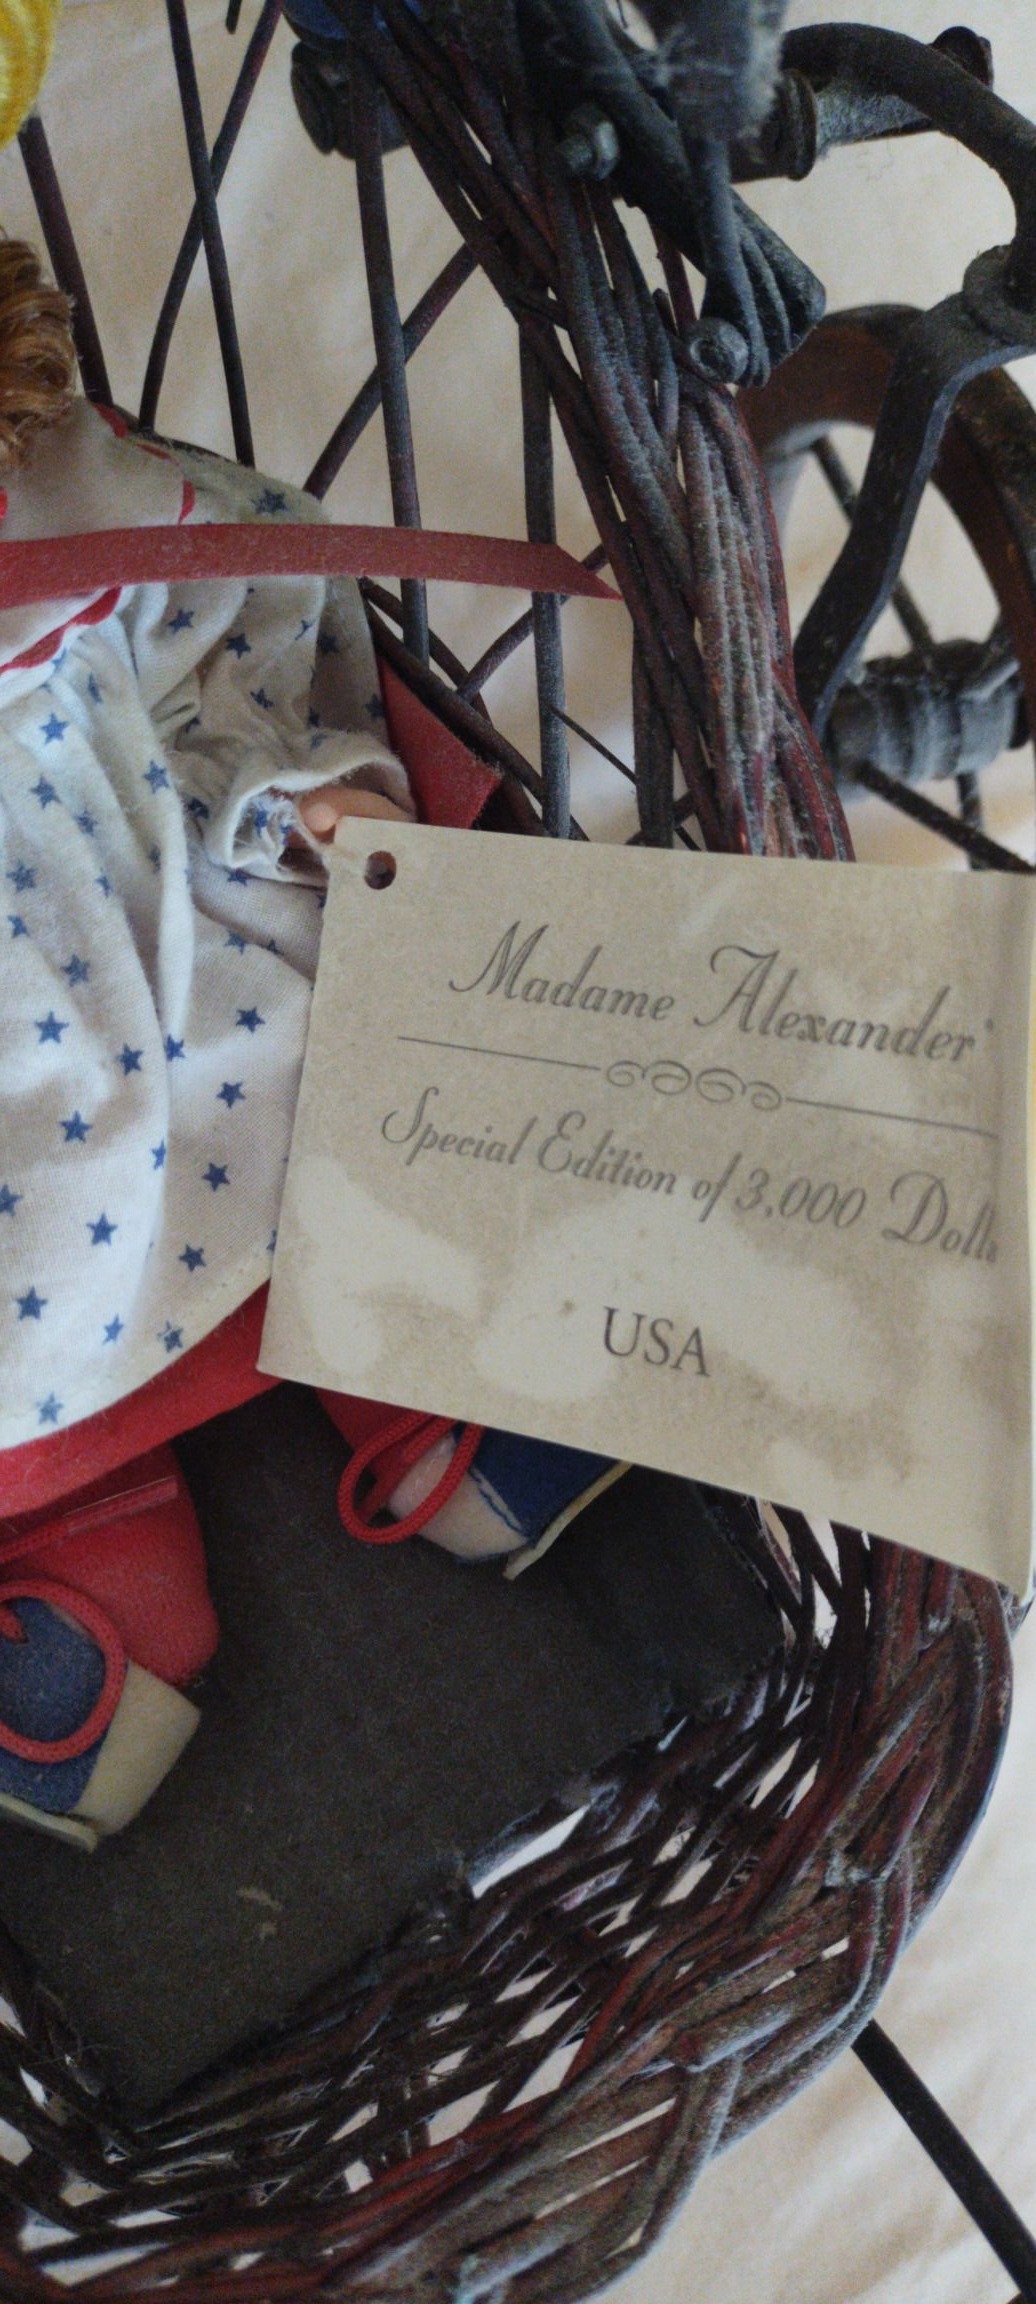 Madame Alexander®
Special Edition of 3,000 Dolls
USA